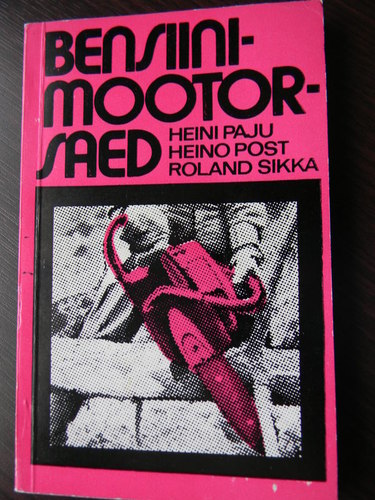 BENSIINI-
MOOTOR-
SAED
HEINI PAJU
HEINO POST
ROLAND SIKKA